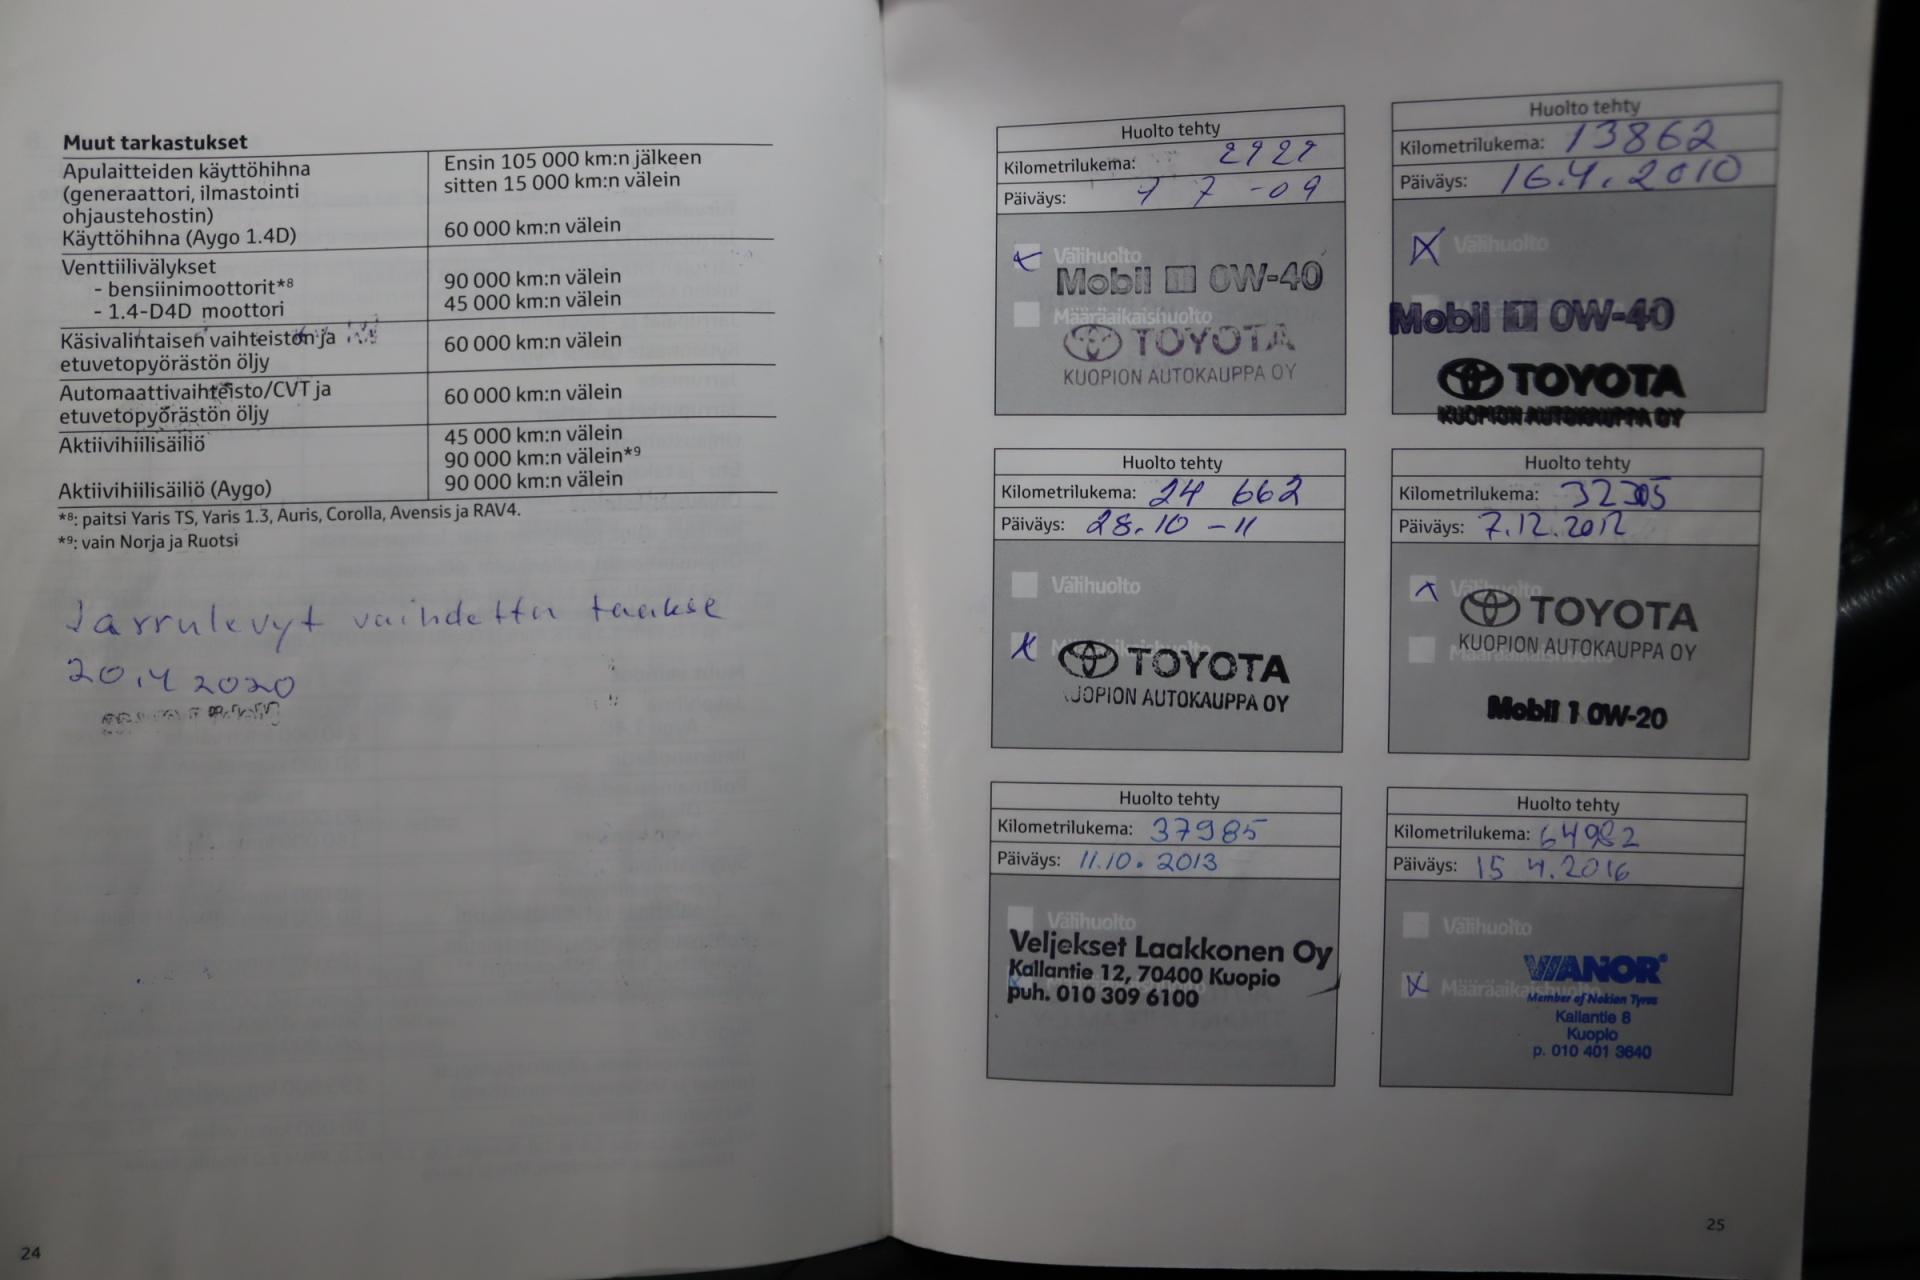 Muut tarkastukset
Apulaitteiden käyttöhihna
(generaattori, ilmastointi
ohjaustehostin)
Ensin 105 000 km:n jälkeen
sitten 15 000 km:n välein
Käyttöhihna (Aygo 1.4D)
60 000 km:n välein
Venttiilivälykset
- bensiinimoottorit*8
90 000 km:n välein
- 1.4-D4D moottori
45 000 km:n välein
Käsivalintaisen vaihteiston ja
etuvetopyörästön öljy
60 000 km:n välein
Automaattivaihteisto/CVT ja
etuvetopyörästön öljy
60 000 km:n välein
Aktiivihiilisäiliö
45 000 km:n välein
90 000 km:n välein*9
Aktiivihiilisäiliö (Aygo)
90 000 km:n välein
*8: paitsi Yaris TS, Yaris 1.3, Auris, Corolla, Avensis ja RAV4.
*9: vain Norja ja Ruotsi
Jarrulevyt vaihdettu taakse
20.4 2020
24
Huolto tehty
Kilometrilukema:
Päiväys: 7 7 -09
Välihuolto
Mobil 1 0W-40
Määräaikaishuolto
TOYOTA
KUOPION AUTOKAUPPA OY
Huolto tehty
Kilometrilukema: 13862
Päiväys: 16.4.2010
Välihuolto
Mobil 1 0W-40
TOYOTA
KUOPION AUTOKAUPPA OY
Huolto tehty
Kilometrilukema: 24 662
Päiväys: 28.10 -11
Välihuolto
Määräaikaishuolto
TOYOTA
KUOPION AUTOKAUPPA OY
Huolto tehty
Kilometrilukema:
Päiväys: 7.12.2012
Välihuolto
TOYOTA
KUOPION AUTOKAUPPA OY
Määräaikaishuolto
Mobil 1 0W-20
Huolto tehty
Kilometrilukema: 37985
Päiväys: 11.10.2013
Välihuolto
Veljekset Laakkonen Oy
Kallantie 12, 70400 Kuopio
Määräaikaishuolto
puh. 010 309 6100
Huolto tehty
Kilometrilukema: 64982
Päiväys: 15 4.2016
Välihuolto
VIANOR
Määräaikaishuolto
Member of Nokian Tyres
Kallantie 8
Kuopio
p. 010 401 3640
25